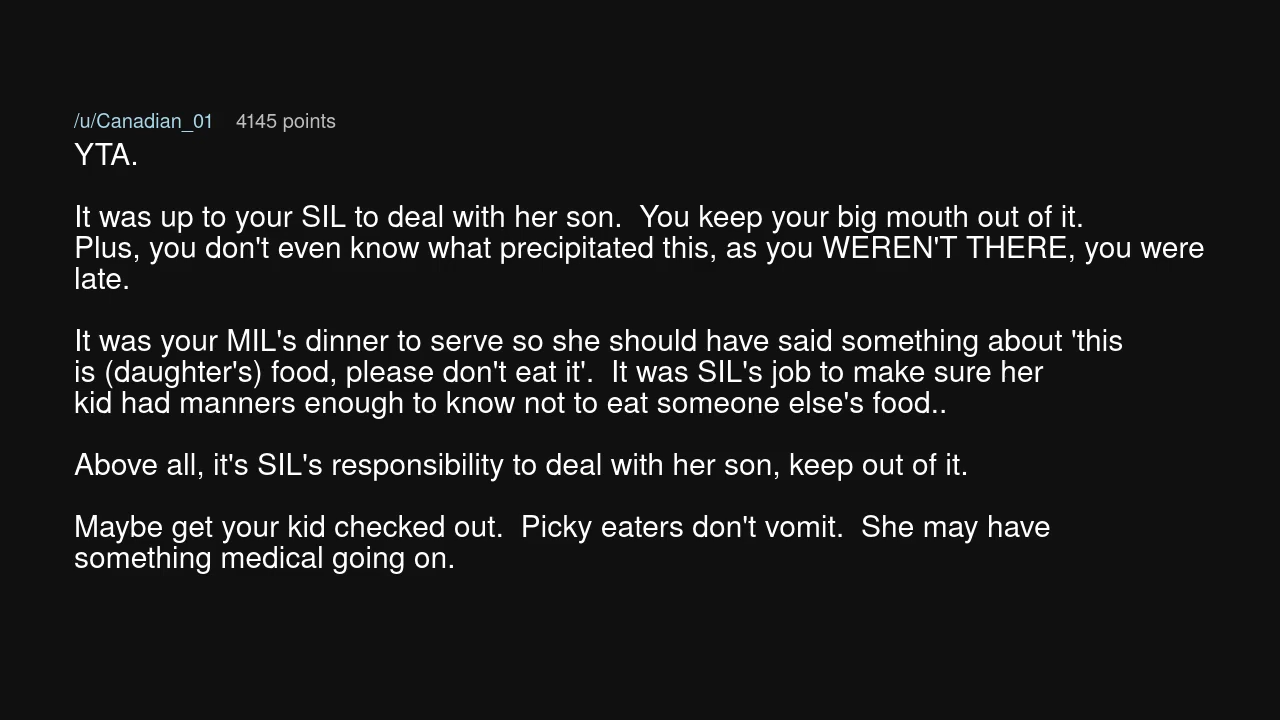 /u/Canadian_01 4145 points
YTA.
It was up to your SIL to deal with her son.  You keep your big mouth out of it.
Plus, you don't even know what precipitated this, as you WEREN'T THERE, you were
late.
It was your MIL's dinner to serve so she should have said something about 'this
is (daughter's) food, please don't eat it'.  It was SIL's job to make sure her
kid had manners enough to know not to eat someone else's food..
Above all, it's SIL's responsibility to deal with her son, keep out of it.
Maybe get your kid checked out.  Picky eaters don't vomit.  She may have
something medical going on.